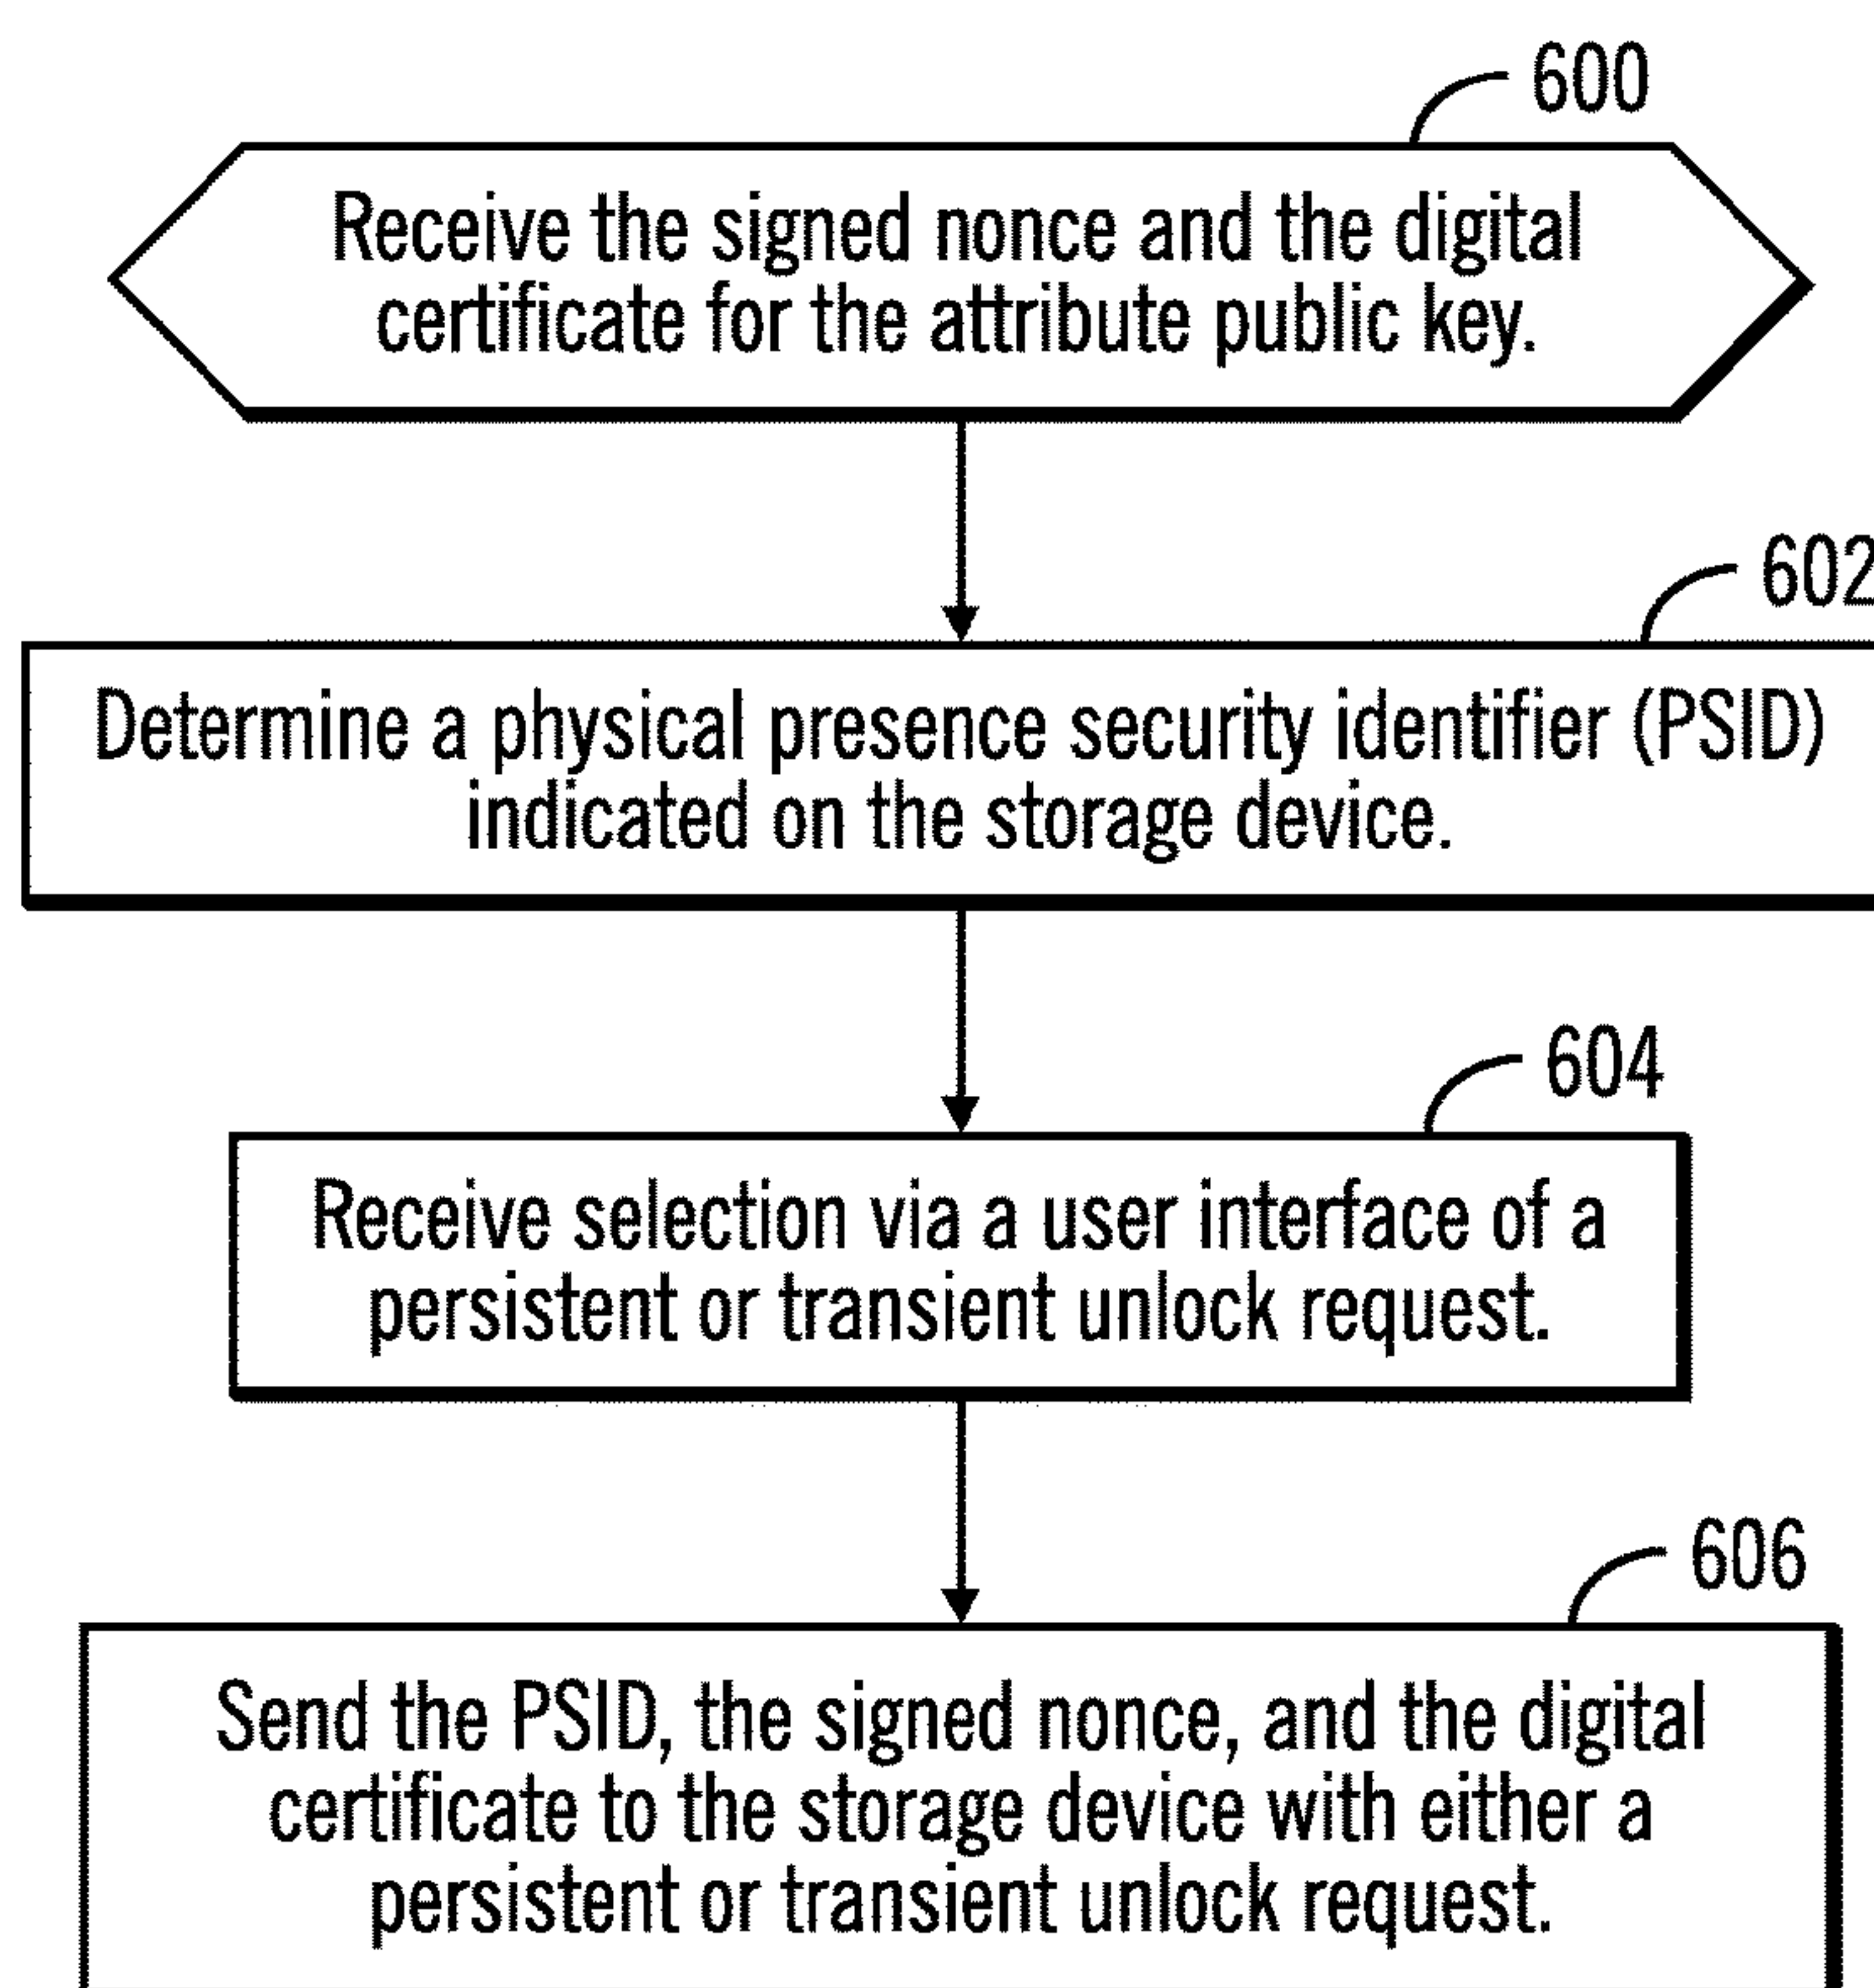 600
Receive the signed nonce and the digital
certificate for the attribute public key.
602
Determine a physical presence security identifier (PSID)
indicated on the storage device.
604
Receive selection via a user interface of a
persistent or transient unlock request.
606
Send the PSID, the signed nonce, and the digital
certificate to the storage device with either a
persistent or transient unlock request.